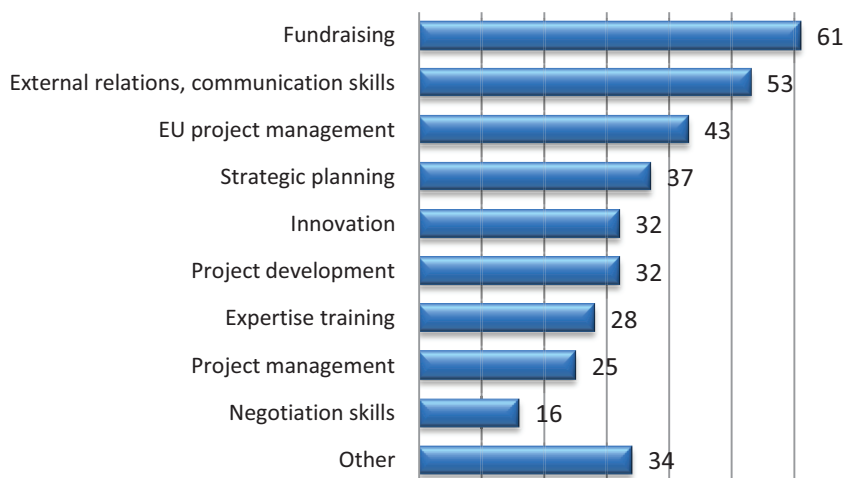 Fundraising 61
External relations, communication skills 53
EU project management 43
Strategic planning 37
Innovation 32
Project development 32
Expertise training 28
Project management 25
Negotiation skills 16
Other 34